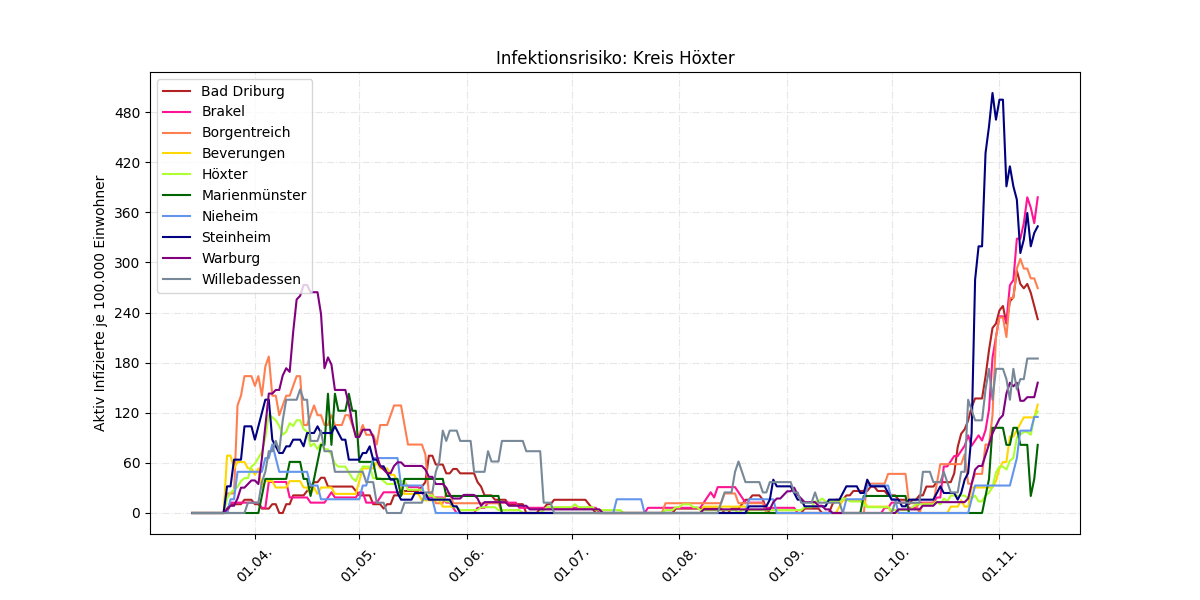 Infektionsrisiko: Kreis Höxter
Aktiv Infizierte je 100.000 Einwohner
480
420
360
300
240
180
120
60
0
Bad Driburg
Brakel
Borgentreich
Beverungen
Höxter
Marienmünster
Nieheim
Steinheim
Warburg
Willebadessen
01.04.
01.05.
01.06.
01.07.
01.08.
01.09.
01.10.
01.11.